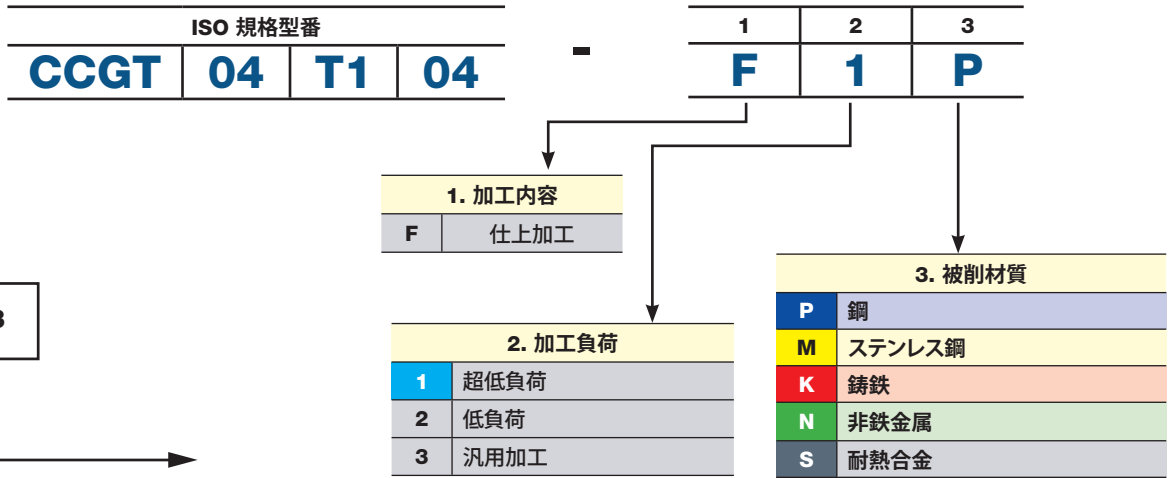 ISO 規格型番
CCGT 04 T1 04 - F 1 P
1 2 3
1. 加工内容
F 仕上加工
2. 加工負荷
1 超低負荷
2 低負荷
3 汎用加工
3. 被削材質
P 鋼
M ステンレス鋼
K 鋳鉄
N 非鉄金属
S 耐熱合金